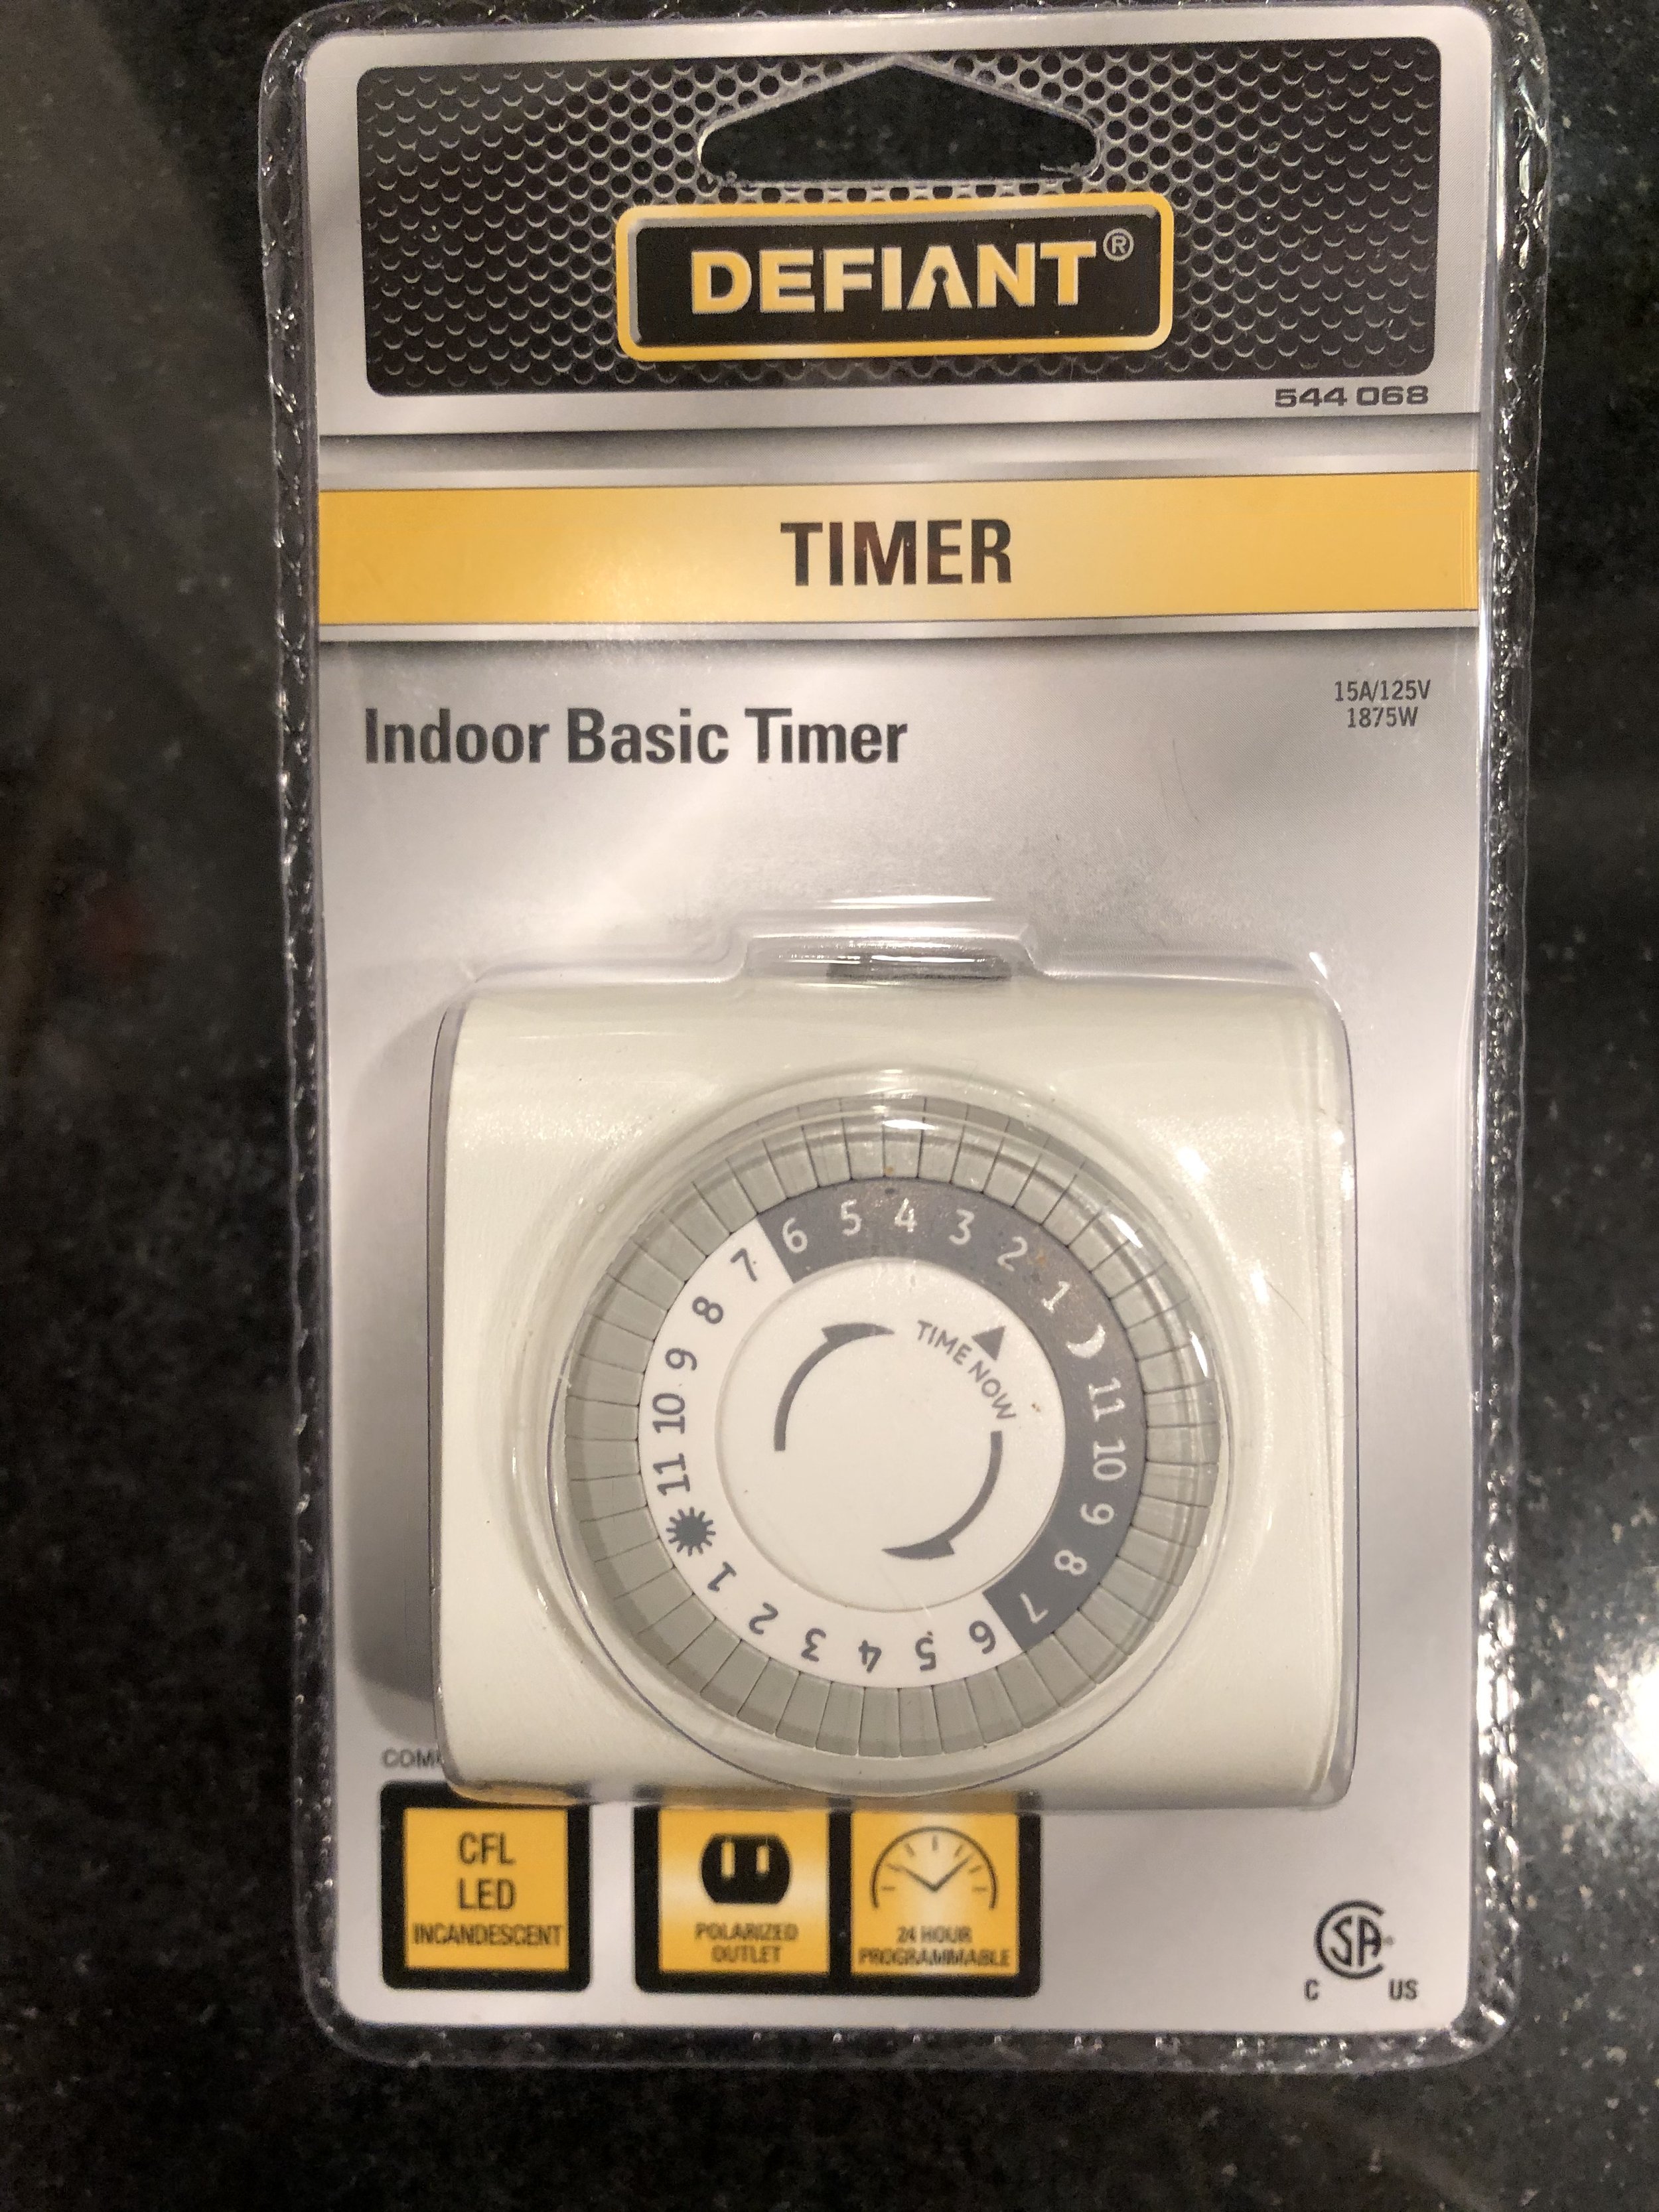 DEFIANT®
544 068
TIMER
15A/125V
1875W
Indoor Basic Timer
6 5 4 3 2 1 11 10 9 8 7 6 5 4 3 2 1 11 10 9 8 7
TIME NOW
CFL
LED
INCANDESCENT
POLARIZED
OUTLET
24 HOUR
PROGRAMMABLE
SA®
C US